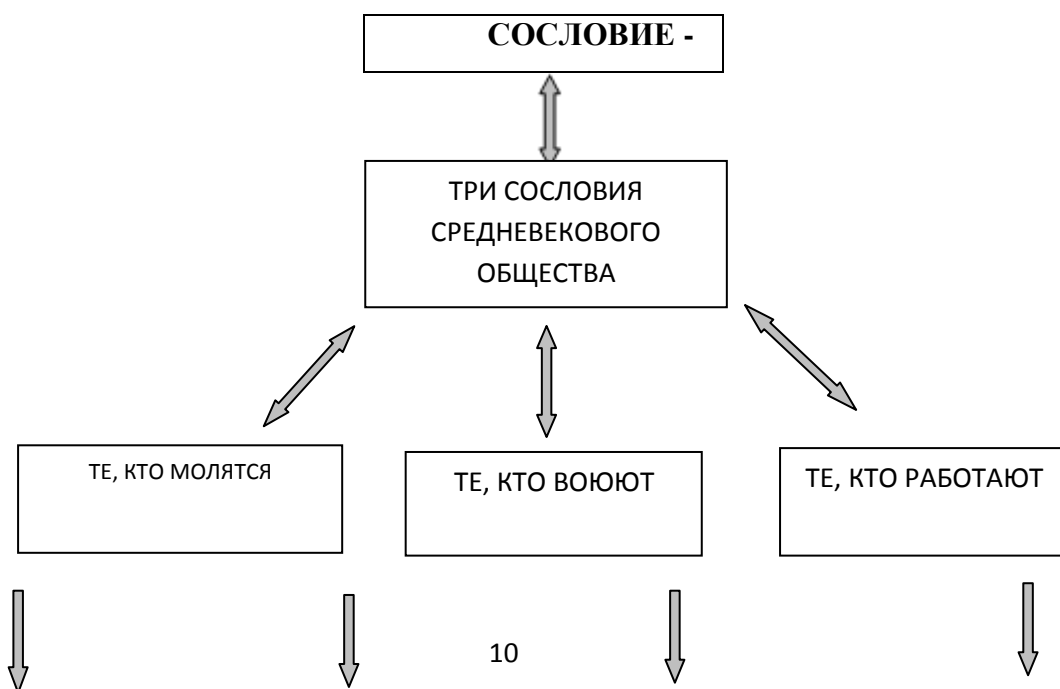 СОСЛОВИЕ -
ТРИ СОСЛОВИЯ
СРЕДНЕВЕКОВОГО
ОБЩЕСТВА
ТЕ, КТО МОЛЯТСЯ
ТЕ, КТО ВОЮЮТ
ТЕ, КТО РАБОТАЮТ
10